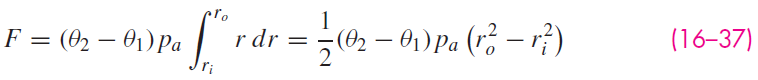 F = (θ₂ − θ₁)pₐ ∫_{rᵢ}^{rₒ} r dr = 1/2 (θ₂ − θ₁)pₐ (rₒ² − rᵢ²) (16–37)